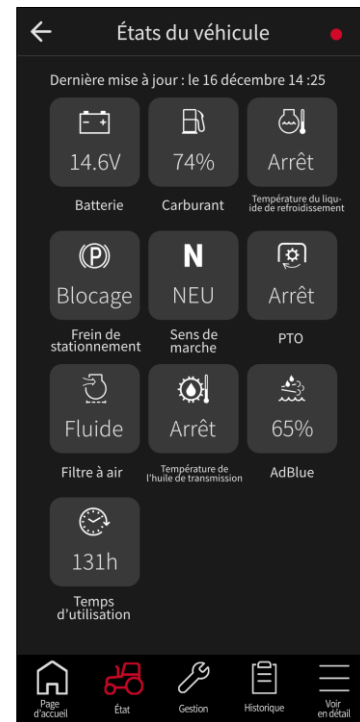 États du véhicule
Dernière mise à jour : le 16 décembre 14 :25
14.6V
74%
Arrêt
Batterie
Carburant
Température du liqu-
ide de refroidissement
P
N
Blocage
NEU
Arrêt
Frein de
stationnement
Sens de
marche
PTO
Fluide
Arrêt
65%
Filtre à air
Température de
l'huile de transmission
AdBlue
131h
Temps
d'utilisation
Page
d'accueil
État
Gestion
Historique
Voir
en détail